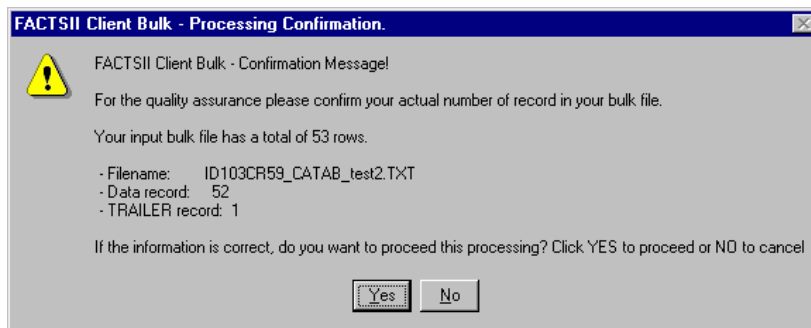 FACTSII Client Bulk - Processing Confirmation.
FACTSII Client Bulk - Confirmation Message!
For the quality assurance please confirm your actual number of record in your bulk file.
Your input bulk file has a total of 53 rows.
- Filename: ID103CR59_CATAB_test2.TXT
- Data record: 52
- TRAILER record: 1
If the information is correct, do you want to proceed this processing? Click YES to proceed or NO to cancel
Yes No